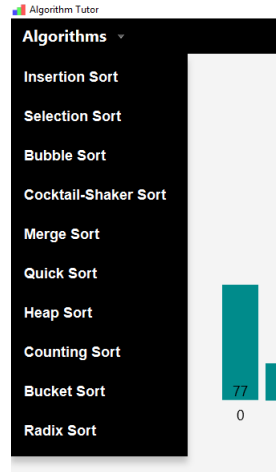 Algorithm Tutor
Algorithms
Insertion Sort
Selection Sort
Bubble Sort
Cocktail-Shaker Sort
Merge Sort
Quick Sort
Heap Sort
Counting Sort
Bucket Sort
Radix Sort
77
0